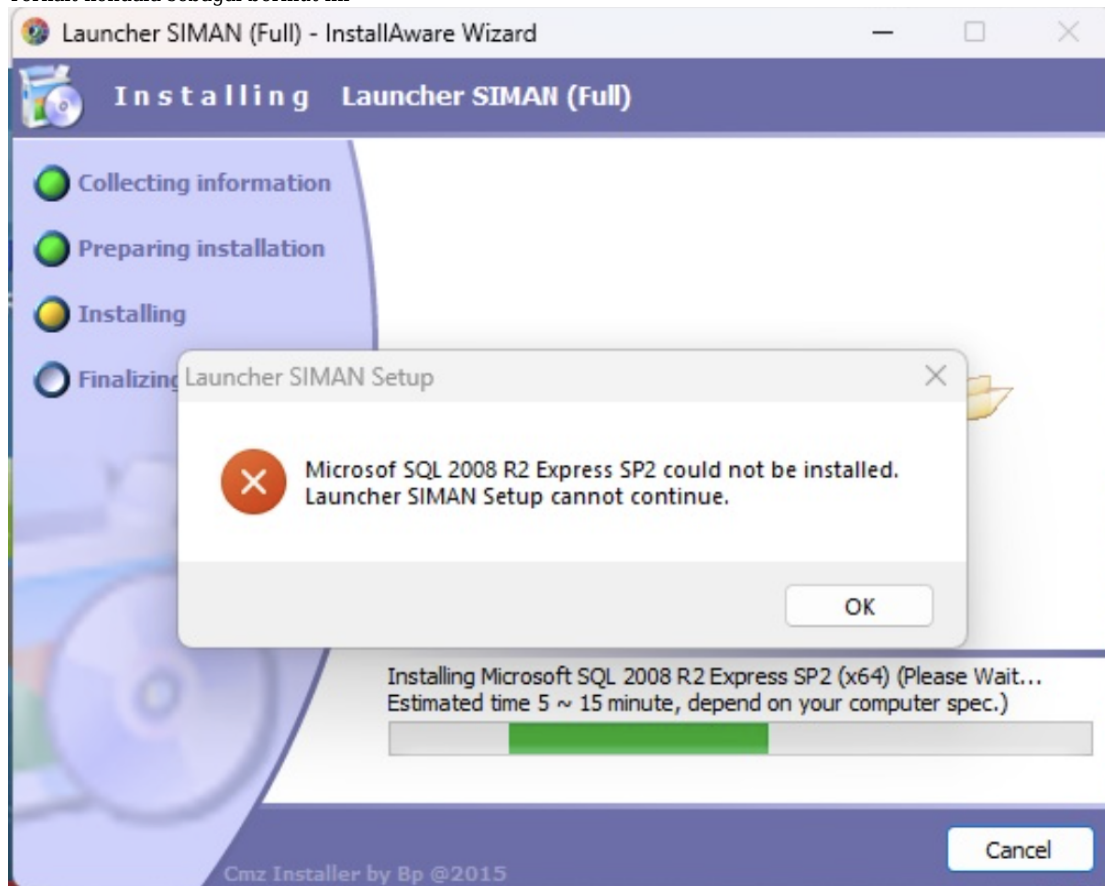 Launcher SIMAN (Full) - InstallAware Wizard
Installing Launcher SIMAN (Full)
Collecting information
Preparing installation
Installing
Finalizing
Launcher SIMAN Setup
Microsof SQL 2008 R2 Express SP2 could not be installed.
Launcher SIMAN Setup cannot continue.
OK
Installing Microsoft SQL 2008 R2 Express SP2 (x64) (Please Wait...
Estimated time 5 ~ 15 minute, depend on your computer spec.)
Cancel
Cmz Installer by Bp @2015